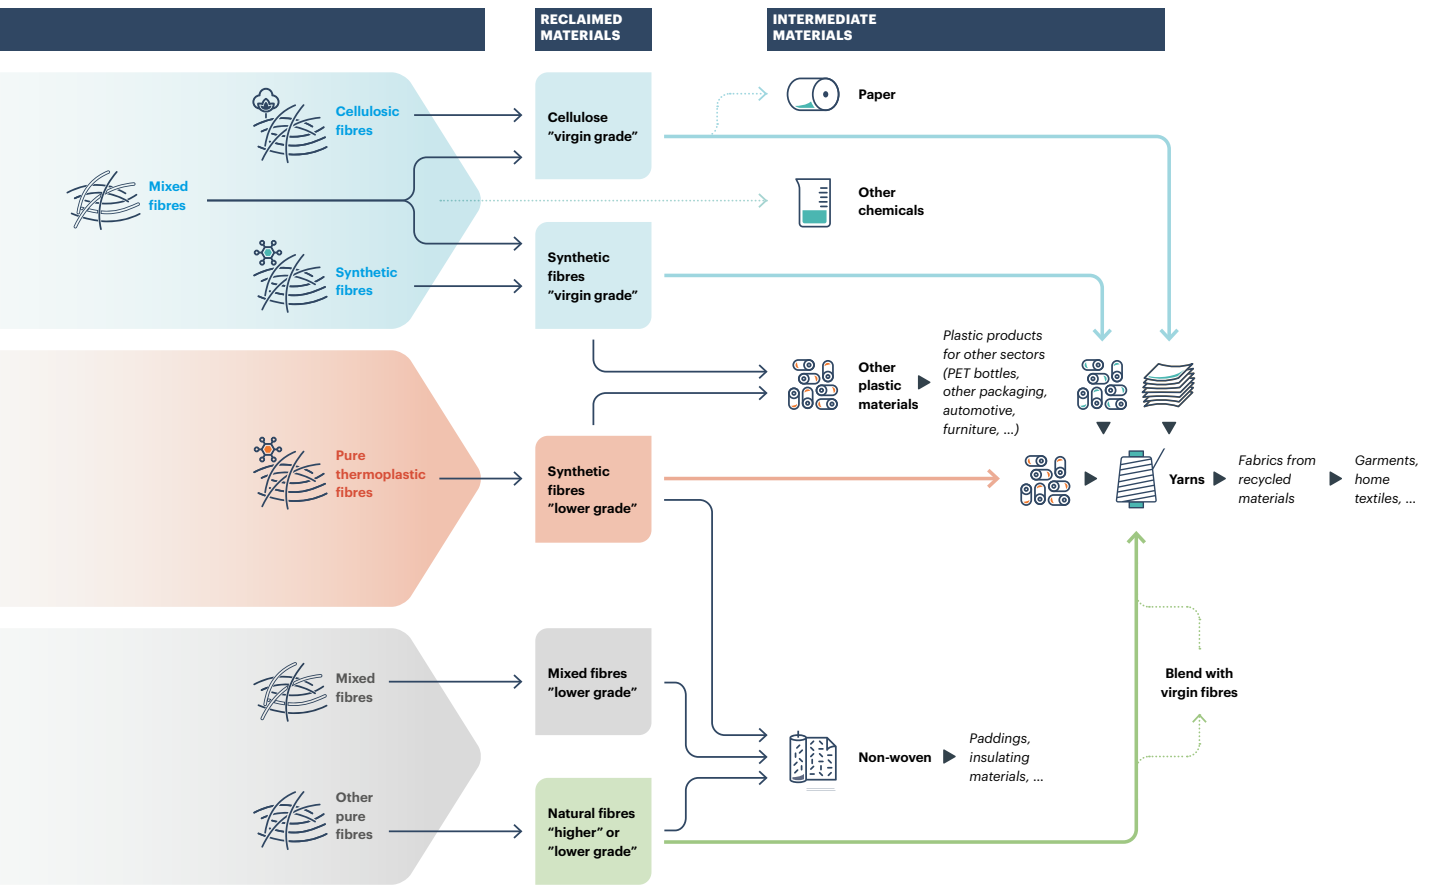 RECLAIMED
MATERIALS
INTERMEDIATE
MATERIALS
Cellulosic
fibres
Mixed
fibres
Synthetic
fibres
Cellulose
”virgin grade”
Synthetic
fibres
”virgin grade”
Paper
Other
chemicals
Other
plastic
materials
Plastic products
for other sectors
(PET bottles,
other packaging,
automotive,
furniture, ...)
Pure
thermoplastic
fibres
Synthetic
fibres
”lower grade”
Yarns
Fabrics from
recycled
materials
Garments,
home
textiles, ...
Mixed
fibres
Mixed fibres
”lower grade”
Blend with
virgin fibres
Non-woven
Paddings,
insulating
materials, ...
Other
pure
fibres
Natural fibres
“higher” or
”lower grade”